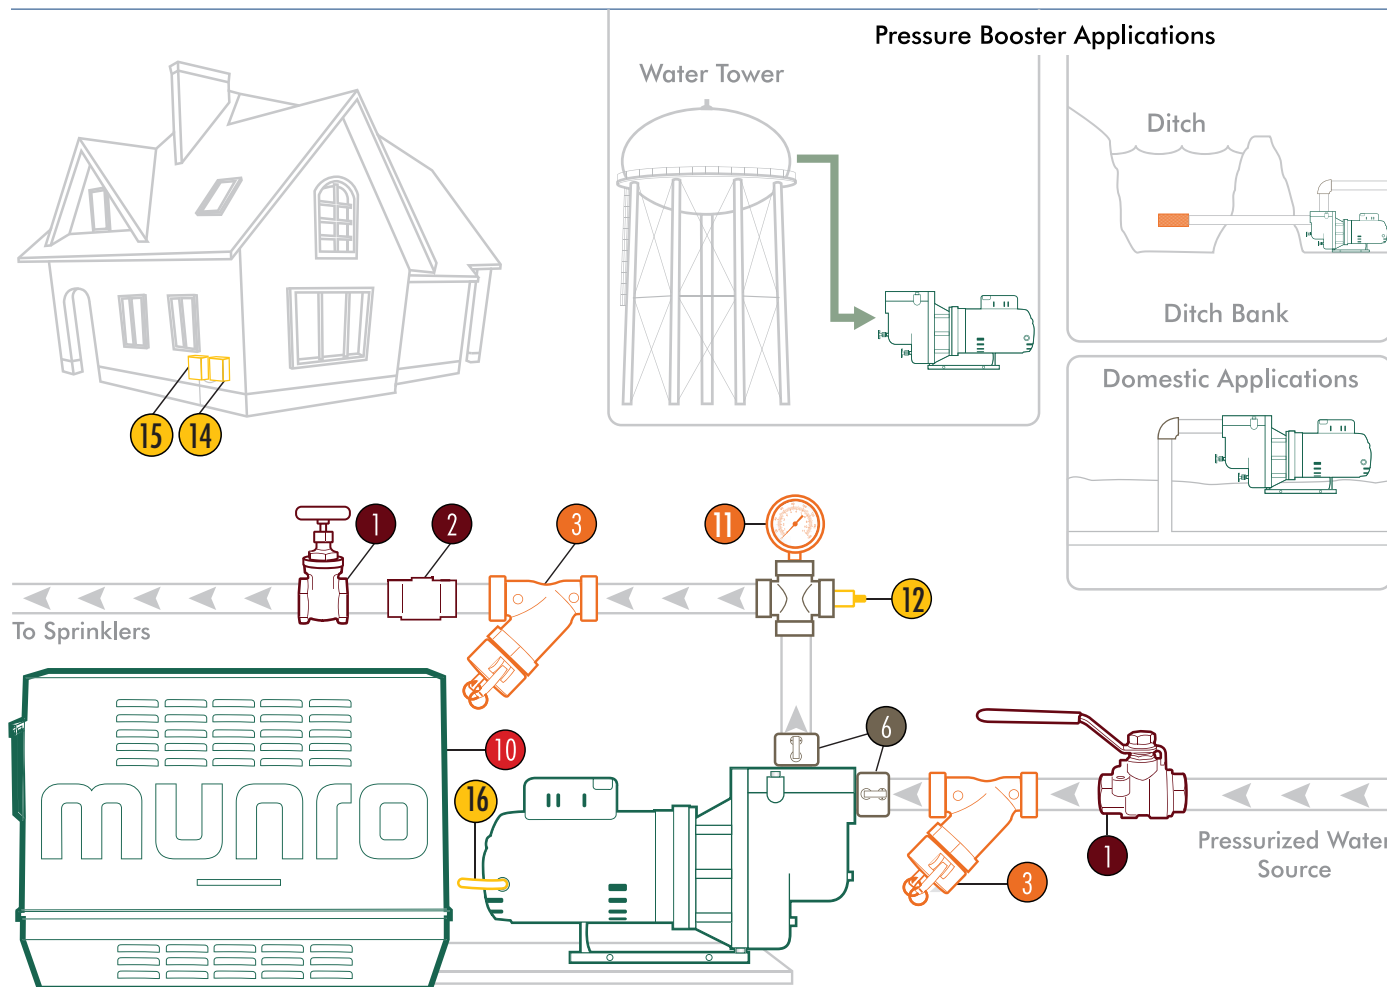 Pressure Booster Applications
Water Tower
Ditch
Ditch Bank
Domestic Applications
15
14
1
2
3
11
12
To Sprinklers
6
10
16
munro
1
3
Pressurized Water
Source